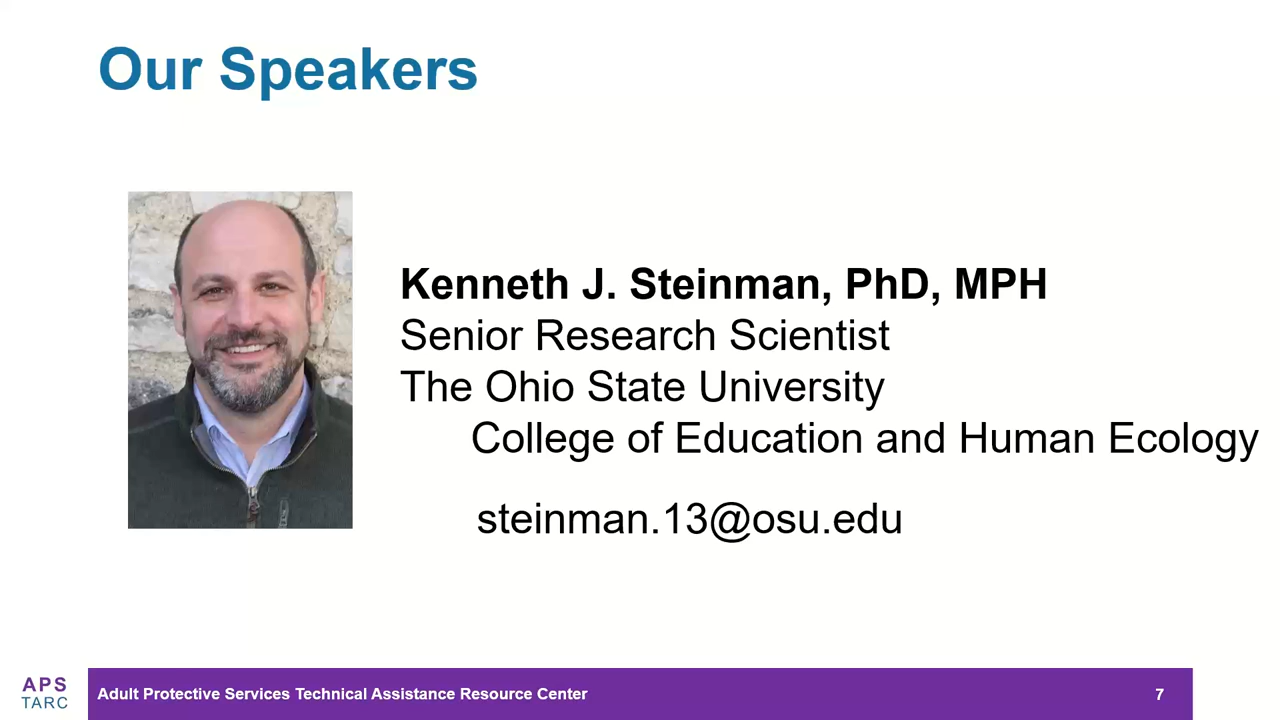 Our Speakers
Kenneth J. Steinman, PhD, MPH
Senior Research Scientist
The Ohio State University
College of Education and Human Ecology
steinman.13@osu.edu
APS
TARC
Adult Protective Services Technical Assistance Resource Center
7